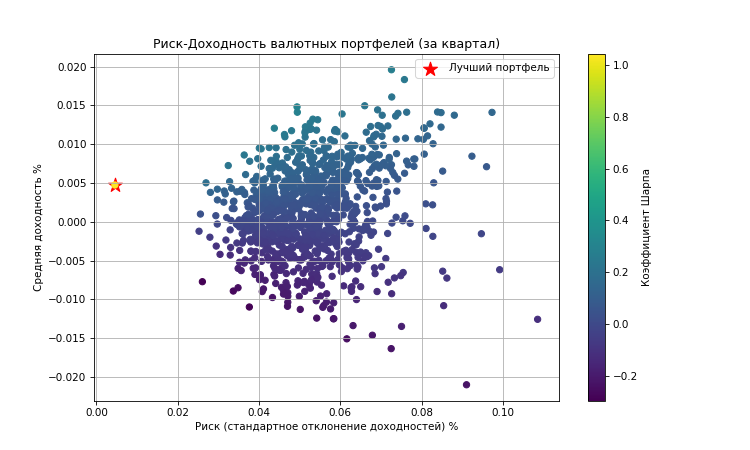 Риск-Доходность валютных портфелей (за квартал)
Лучший портфель
Средняя доходность %
0.020
0.015
0.010
0.005
0.000
−0.005
−0.010
−0.015
−0.020
0.00 0.02 0.04 0.06 0.08 0.10
Риск (стандартное отклонение доходностей) %
1.0
0.8
0.6
0.4
0.2
0.0
−0.2
Коэффициент Шарпа